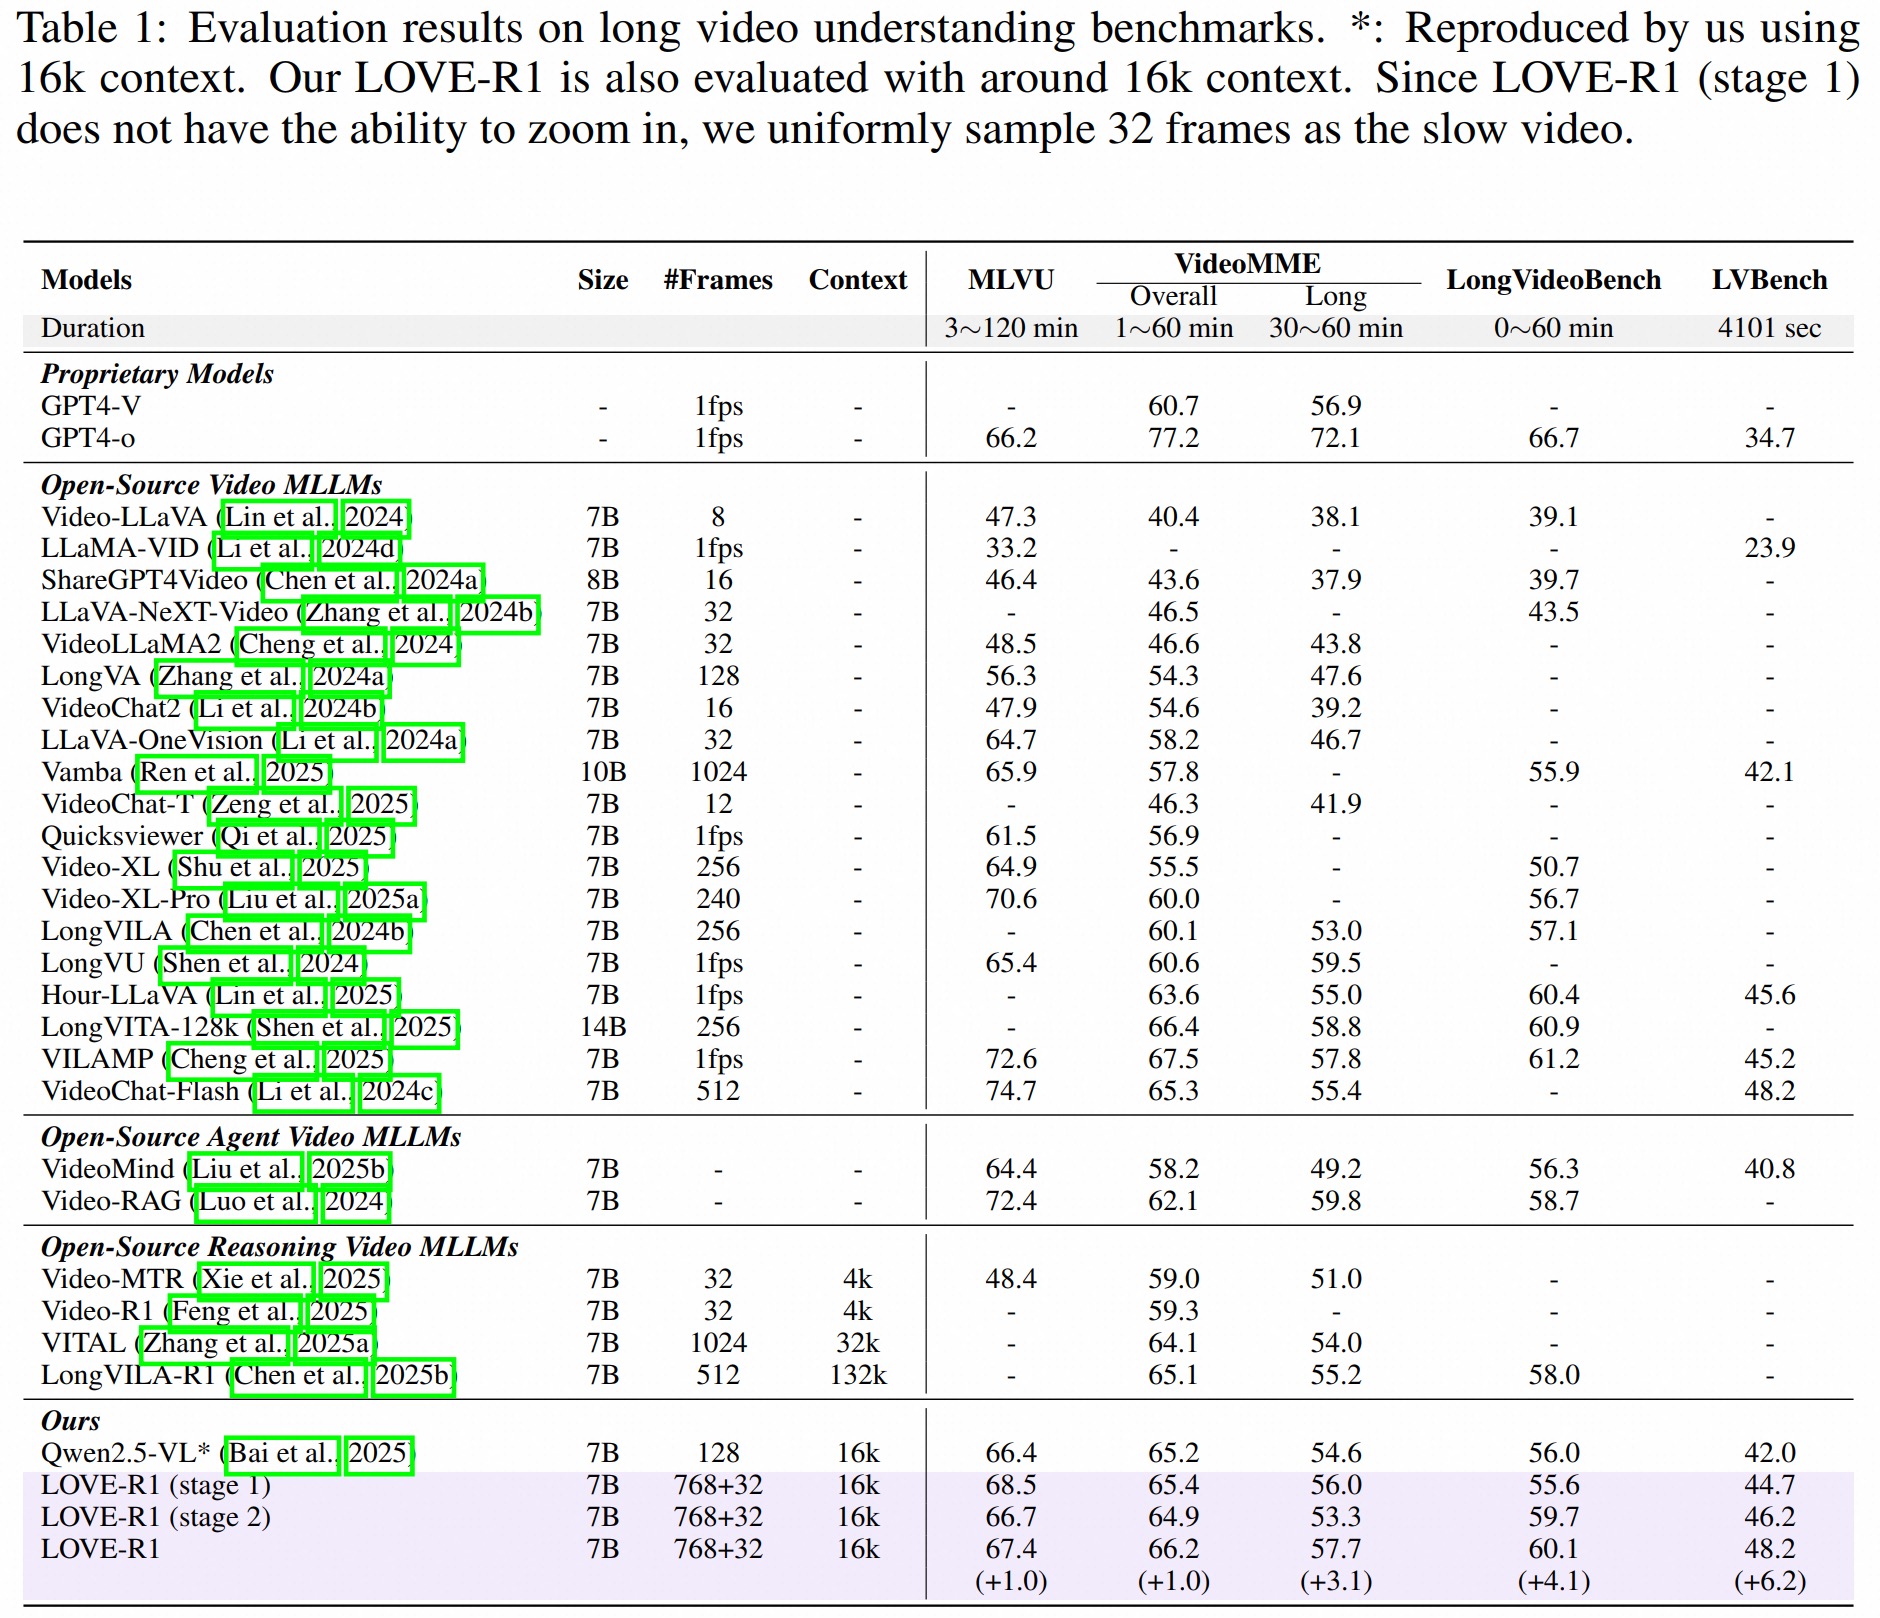 Table 1: Evaluation results on long video understanding benchmarks. *: Reproduced by us using
16k context. Our LOVE-R1 is also evaluated with around 16k context. Since LOVE-R1 (stage 1)
does not have the ability to zoom in, we uniformly sample 32 frames as the slow video.
Models Size #Frames Context MLVU VideoMME LongVideoBench LVBench
Overall Long
Duration 3~120 min 1~60 min 30~60 min 0~60 min 4101 sec
Proprietary Models
GPT4-V - 1fps - - 60.7 56.9 - -
GPT4-o - 1fps - 66.2 77.2 72.1 66.7 34.7
Open-Source Video MLLMs
Video-LLaVA (Lin et al., 2024) 7B 8 - 47.3 40.4 38.1 39.1 -
LLaMA-VID (Li et al., 2024d) 7B 1fps - 33.2 - - - 23.9
ShareGPT4Video (Chen et al., 2024a) 8B 16 - 46.4 43.6 37.9 39.7 -
LLaVA-NeXT-Video (Zhang et al., 2024b) 7B 32 - - 46.5 - 43.5 -
VideoLLaMA2 (Cheng et al., 2024) 7B 32 - 48.5 46.6 43.8 - -
LongVA (Zhang et al., 2024a) 7B 128 - 56.3 54.3 47.6 - -
VideoChat2 (Li et al., 2024b) 7B 16 - 47.9 54.6 39.2 - -
LLaVA-OneVision (Li et al., 2024a) 7B 32 - 64.7 58.2 46.7 - -
Vamba (Ren et al., 2025) 10B 1024 - 65.9 57.8 - 55.9 42.1
VideoChat-T (Zeng et al., 2025) 7B 12 - - 46.3 41.9 - -
Quicksviewer (Qi et al., 2025) 7B 1fps - 61.5 56.9 - - -
Video-XL (Shu et al., 2025) 7B 256 - 64.9 55.5 - 50.7 -
Video-XL-Pro (Liu et al., 2025a) 7B 240 - 70.6 60.0 - 56.7 -
LongVILA (Chen et al., 2024b) 7B 256 - - 60.1 53.0 57.1 -
LongVU (Shen et al., 2024) 7B 1fps - 65.4 60.6 59.5 - -
Hour-LLaVA (Lin et al., 2025) 7B 1fps - - 63.6 55.0 60.4 45.6
LongVITA-128k (Shen et al., 2025) 14B 256 - - 66.4 58.8 60.9 -
VILAMP (Cheng et al., 2025) 7B 1fps - 72.6 67.5 57.8 61.2 45.2
VideoChat-Flash (Li et al., 2024c) 7B 512 - 74.7 65.3 55.4 - 48.2
Open-Source Agent Video MLLMs
VideoMind (Liu et al., 2025b) 7B - - 64.4 58.2 49.2 56.3 40.8
Video-RAG (Luo et al., 2024) 7B - - 72.4 62.1 59.8 58.7 -
Open-Source Reasoning Video MLLMs
Video-MTR (Xie et al., 2025) 7B 32 4k 48.4 59.0 51.0 - -
Video-R1 (Feng et al., 2025) 7B 32 4k - 59.3 - - -
VITAL (Zhang et al., 2025a) 7B 1024 32k - 64.1 54.0 - -
LongVILA-R1 (Chen et al., 2025b) 7B 512 132k - 65.1 55.2 58.0 -
Ours
Qwen2.5-VL* (Bai et al., 2025) 7B 128 16k 66.4 65.2 54.6 56.0 42.0
LOVE-R1 (stage 1) 7B 768+32 16k 68.5 65.4 56.0 55.6 44.7
LOVE-R1 (stage 2) 7B 768+32 16k 66.7 64.9 53.3 59.7 46.2
LOVE-R1 7B 768+32 16k 67.4 66.2 57.7 60.1 48.2
(+1.0) (+1.0) (+3.1) (+4.1) (+6.2)